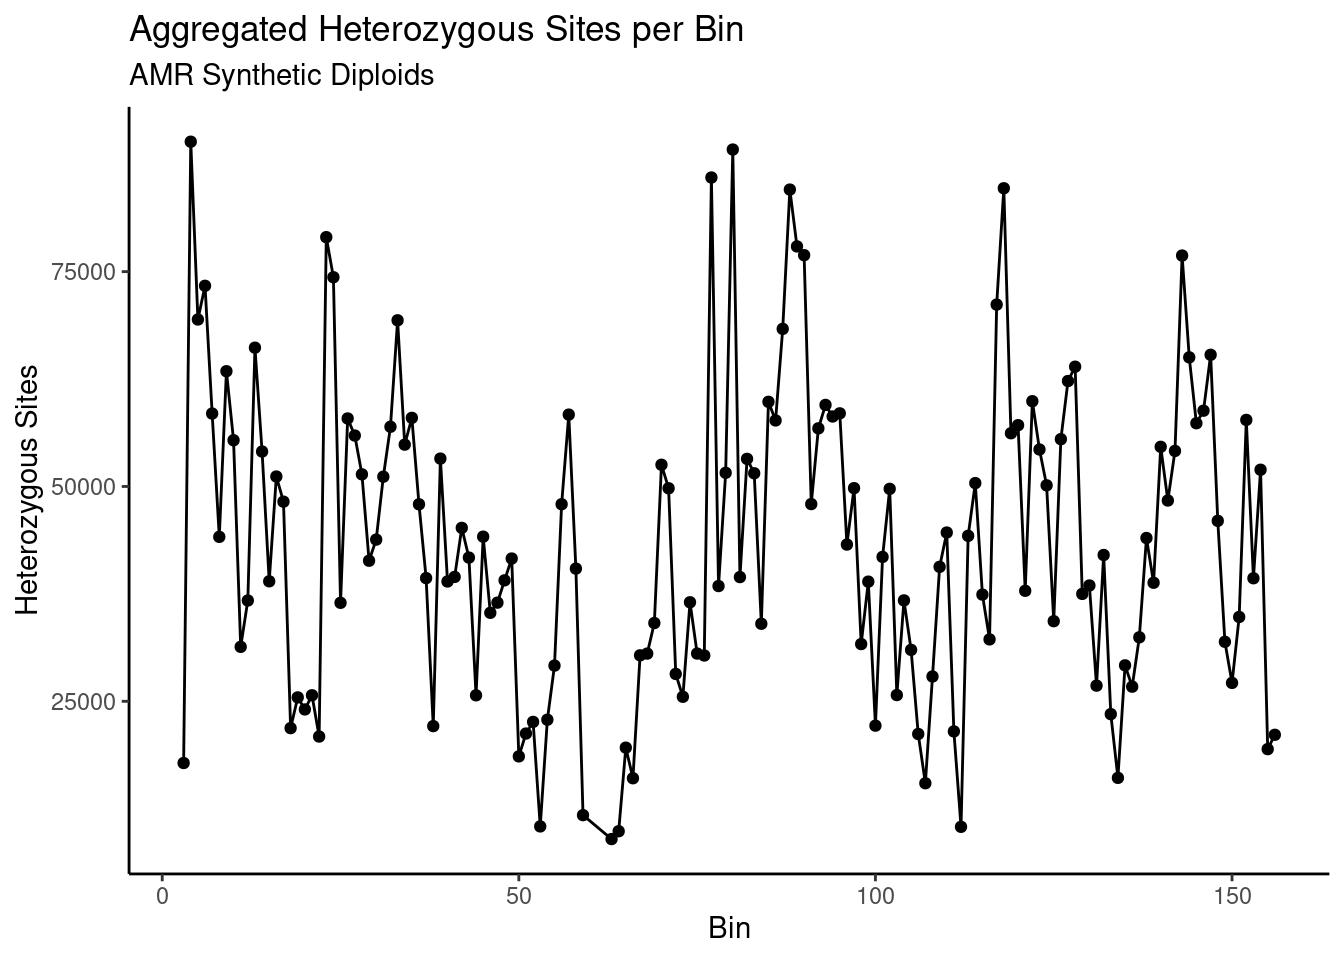 Aggregated Heterozygous Sites per Bin
AMR Synthetic Diploids
75000
50000
25000
Heterozygous Sites
0 50 100 150
Bin